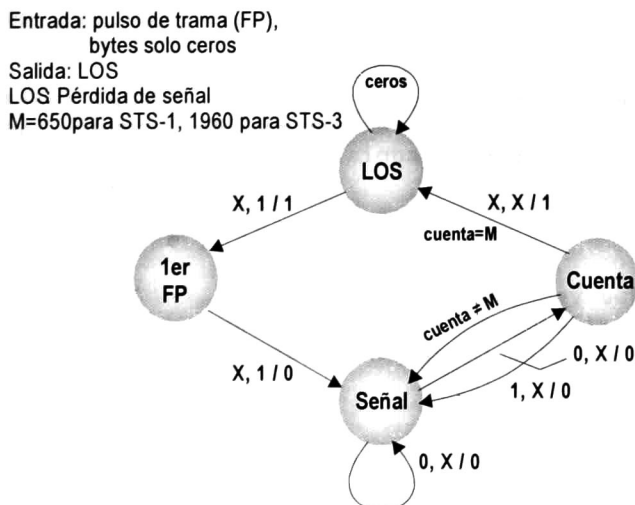 Entrada: pulso de trama (FP),
bytes solo ceros
Salida: LOS
LOS: Pérdida de señal
M=650para STS-1, 1960 para STS-3
ceros
LOS
X, 1 / 1
X, X / 1
cuenta=M
1er
FP
Cuenta
cuenta ≠ M
X, 1 / 0
0, X / 0
Señal
1, X / 0
0, X / 0